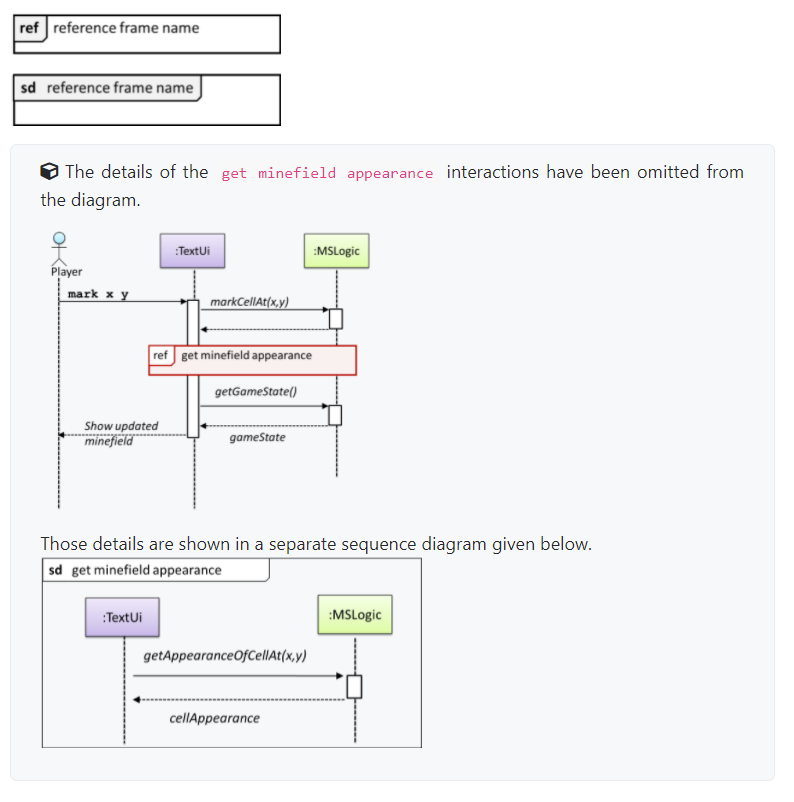 ref reference frame name
sd reference frame name
The details of the get minefield appearance interactions have been omitted from
the diagram.
:TextUi
:MSLogic
Player
mark x y
markCellAt(x,y)
ref get minefield appearance
getGameState()
Show updated
minefield
gameState
Those details are shown in a separate sequence diagram given below.
sd get minefield appearance
:TextUi
:MSLogic
getAppearanceOfCellAt(x,y)
cellAppearance